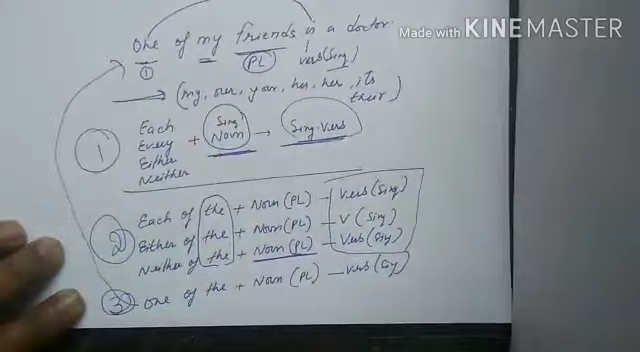 Made with KINEMASTER
One of my friends is a doctor.
① (PL) verb (sing)
(my, our, your, his, her, its
their)
1
Each
Every
Either
Neither
+ Sing. Noun → Sing. Verb
2
Each of the + Noun (PL) - Verb (Sing)
Either of the + Noun (PL) - V (Sing)
Neither of the + Noun (PL) - Verb (Sing)
3 One of the + Noun (PL) - Verb (Sing)